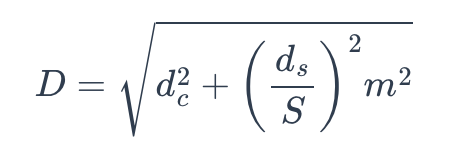 $D = \sqrt{d_c^2 + \left(\frac{d_s}{S}\right)^2 m^2}$